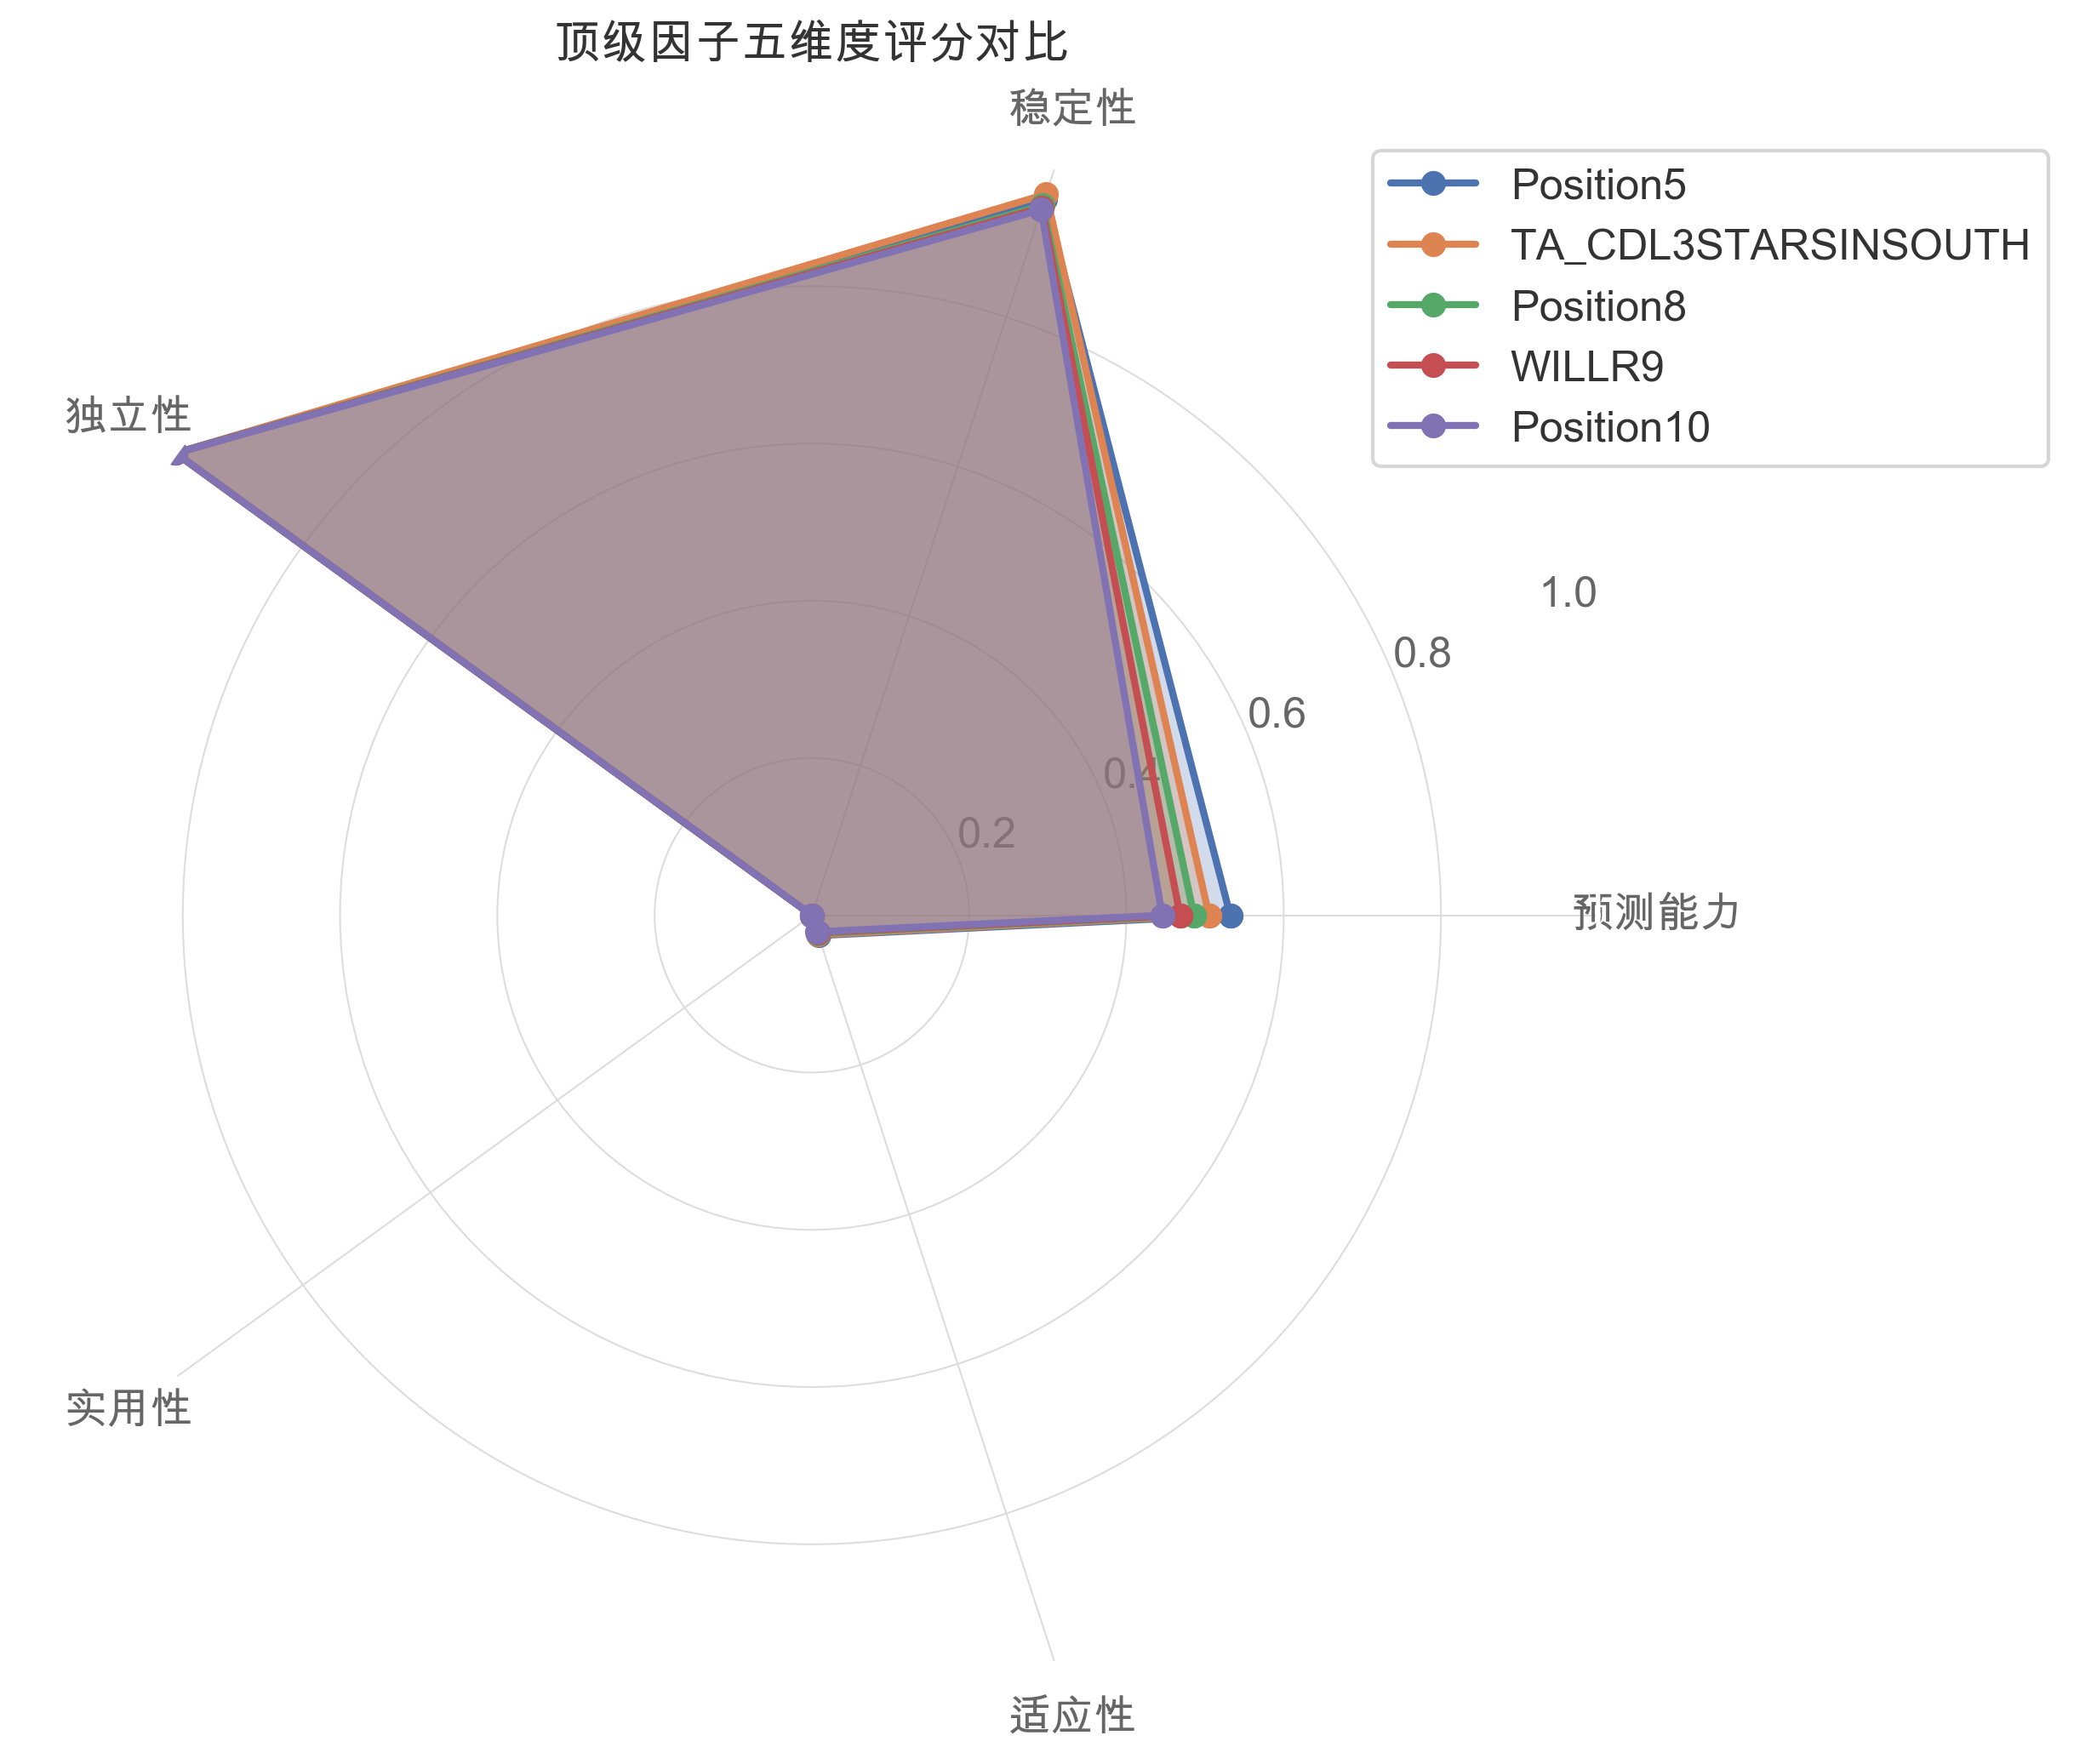 顶级因子五维度评分对比
稳定性
Position5
TA_CDL3STARSINSOUTH
Position8
WILLR9
Position10
独立性
1.0
0.8
0.6
0.4
0.2
预测能力
实用性
适应性